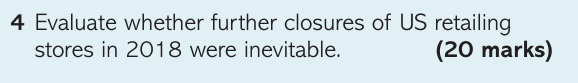 4 Evaluate whether further closures of US retailing
stores in 2018 were inevitable. (20 marks)